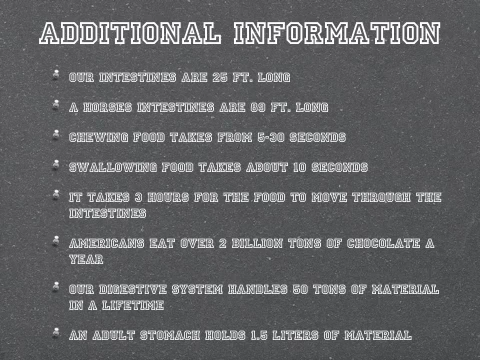 ADDITIONAL INFORMATION
OUR INTESTINES ARE 25 FT. LONG
A HORSES INTESTINES ARE 89 FT. LONG
CHEWING FOOD TAKES FROM 5-30 SECONDS
SWALLOWING FOOD TAKES ABOUT 10 SECONDS
IT TAKES 3 HOURS FOR THE FOOD TO MOVE THROUGH THE
INTESTINES
AMERICANS EAT OVER 2 BILLION TONS OF CHOCOLATE A
YEAR
OUR DIGESTIVE SYSTEM HANDLES 50 TONS OF MATERIAL
IN A LIFETIME
AN ADULT STOMACH HOLDS 1.5 LITERS OF MATERIAL